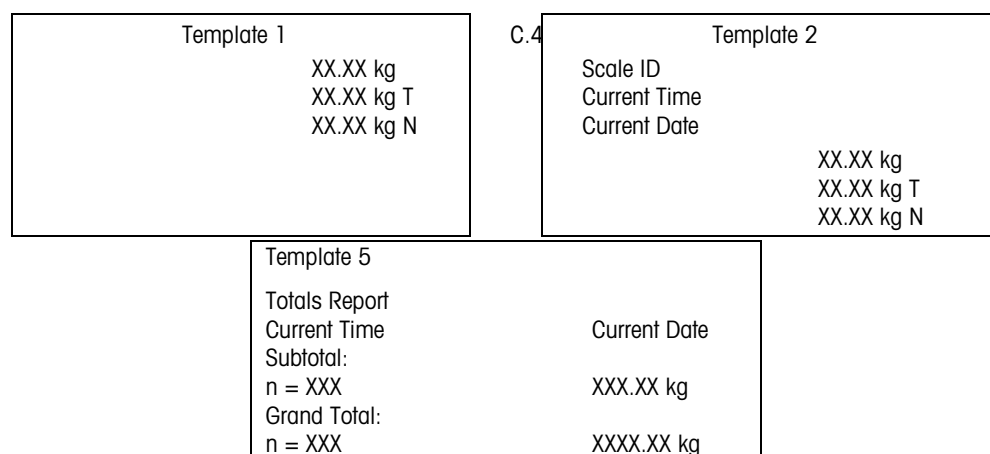 Template 1
XX.XX kg
XX.XX kg T
XX.XX kg N
C.4
Template 2
Scale ID
Current Time
Current Date
XX.XX kg
XX.XX kg T
XX.XX kg N
Template 5
Totals Report
Current Time Current Date
Subtotal:
n = XXX XXX.XX kg
Grand Total:
n = XXX XXXX.XX kg